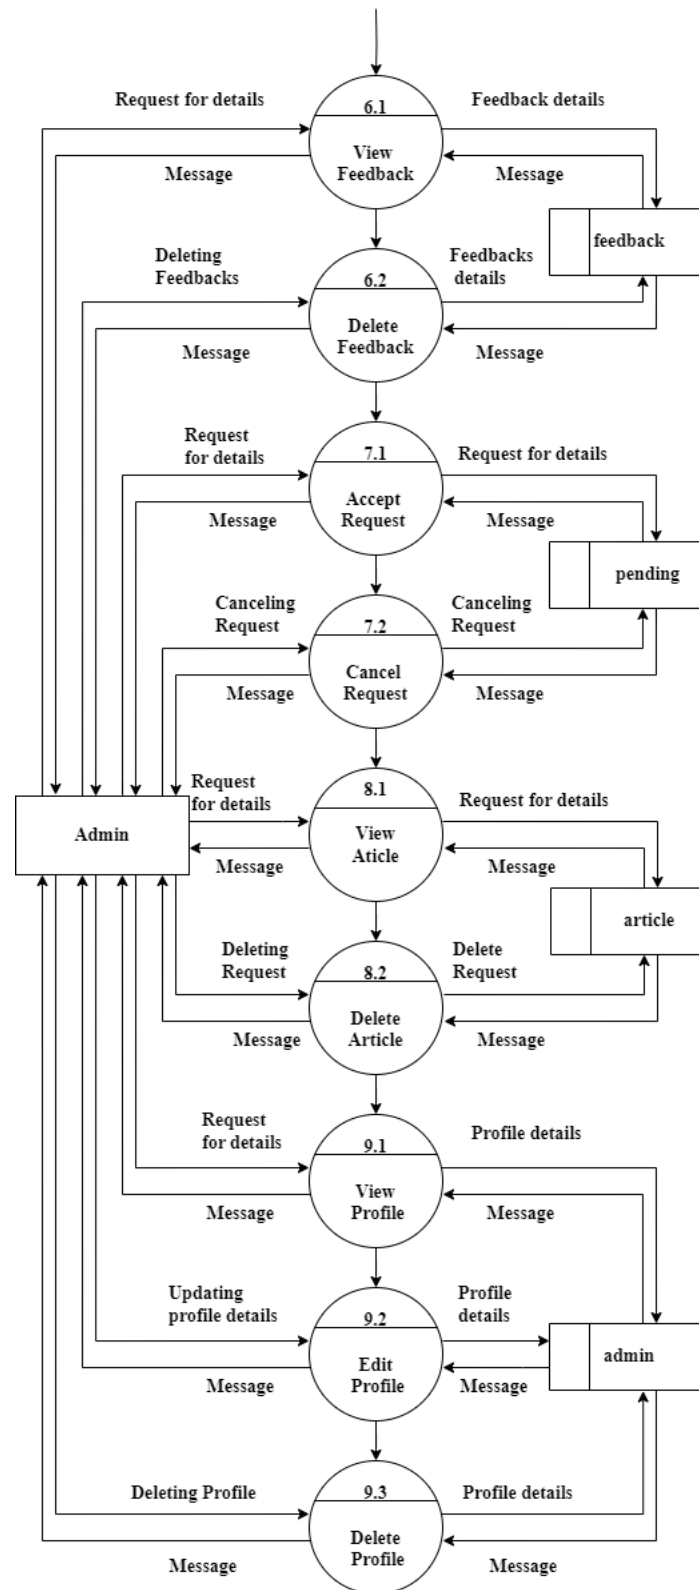 Request for details
6.1
Feedback details
View
Feedback
Message
Message
feedback
Deleting
Feedbacks
6.2
Feedbacks
details
Delete
Feedback
Message
Message
Request
for details
7.1
Request for details
Accept
Request
Message
Message
pending
Canceling
Request
7.2
Canceling
Request
Cancel
Request
Message
Message
Request
for details
8.1
Request for details
Admin
View
Aticle
Message
Message
article
Deleting
Request
8.2
Delete
Request
Delete
Article
Message
Message
Request
for details
9.1
Profile details
View
Profile
Message
Message
Updating
profile details
9.2
Profile
details
admin
Edit
Profile
Message
Message
Deleting Profile
9.3
Profile details
Delete
Profile
Message
Message